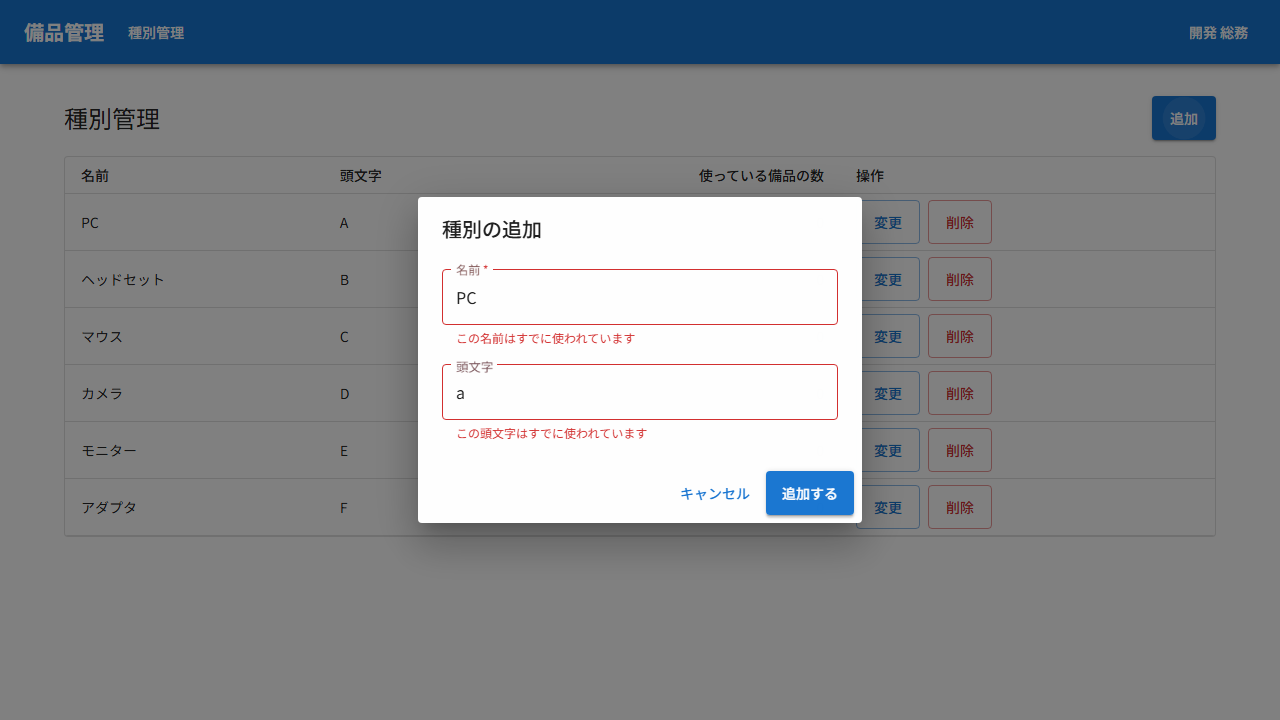 備品管理 種別管理 開発 総務
種別管理 追加
名前 頭文字 使っている備品の数 操作
PC A 変更 削除
ヘッドセット B 変更 削除
マウス C 変更 削除
カメラ D 変更 削除
モニター E 変更 削除
アダプタ F 変更 削除
種別の追加
名前 *
PC
この名前はすでに使われています
頭文字
a
この頭文字はすでに使われています
キャンセル 追加する